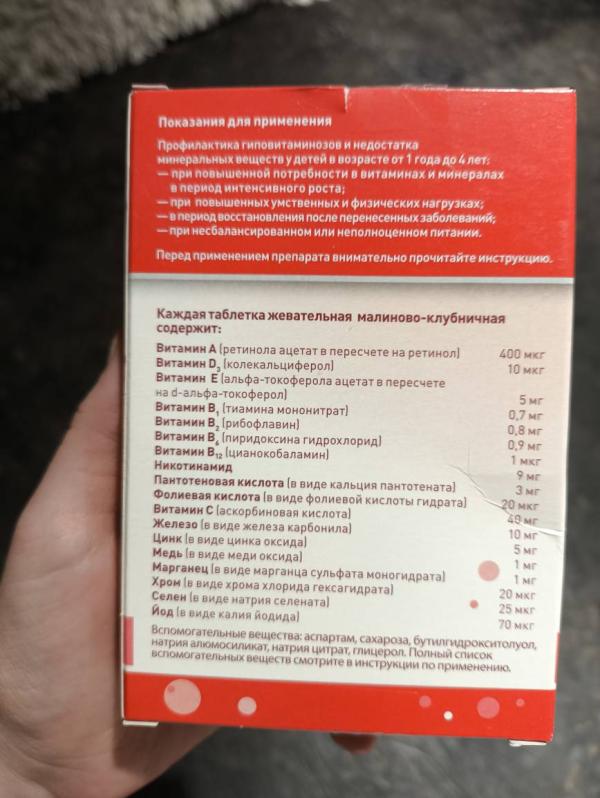 Показания для применения
Профилактика гиповитаминозов и недостатка
минеральных веществ у детей в возрасте от 1 года до 4 лет:
— при повышенной потребности в витаминах и минералах
в период интенсивного роста;
— при повышенных умственных и физических нагрузках;
— в период восстановления после перенесенных заболеваний;
— при несбалансированном или неполноценном питании.
Перед применением препарата внимательно прочитайте инструкцию.
Каждая таблетка жевательная малиново-клубничная
содержит:
Витамин A (ретинола ацетат в пересчете на ретинол) 400 мкг
Витамин D3 (колекальциферол) 10 мкг
Витамин E (альфа-токоферола ацетат в пересчете
на d-альфа-токоферол) 5 мг
Витамин B1 (тиамина мононитрат) 0,7 мг
Витамин B2 (рибофлавин) 0,8 мг
Витамин B6 (пиридоксина гидрохлорид) 0,9 мг
Витамин B12 (цианокобаламин) 1 мкг
Никотинамид 9 мг
Пантотеновая кислота (в виде кальция пантотената) 3 мг
Фолиевая кислота (в виде фолиевой кислоты гидрата) 20 мкг
Витамин C (аскорбиновая кислота) 40 мг
Железо (в виде железа карбонила) 10 мг
Цинк (в виде цинка оксида) 5 мг
Медь (в виде меди оксида) 1 мг
Марганец (в виде марганца сульфата моногидрата) 1 мг
Хром (в виде хрома хлорида гексагидрата) 20 мкг
Селен (в виде натрия селената) 25 мкг
Йод (в виде калия йодида) 70 мкг
Вспомогательные вещества: аспартам, сахароза, бутилгидрокситолуол,
натрия алюмосиликат, натрия цитрат, глицерол. Полный список
вспомогательных веществ смотрите в инструкции по применению.